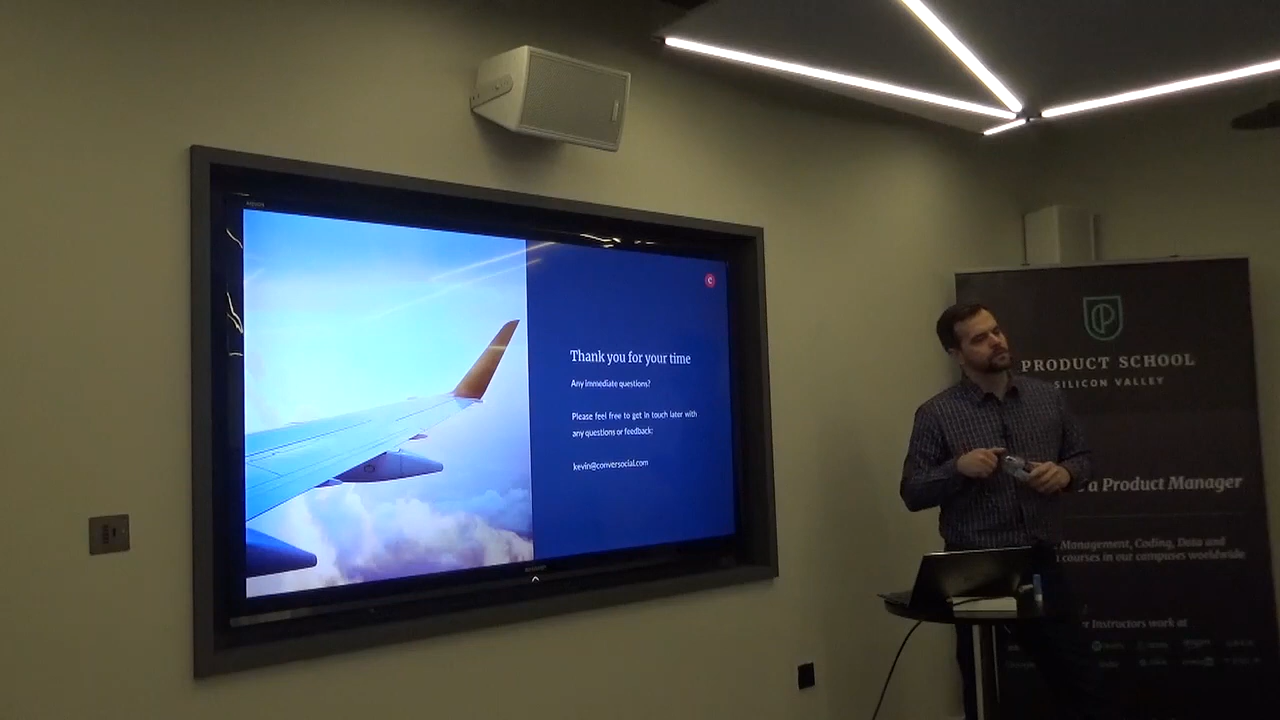 Thank you for your time
Any immediate questions?
Please feel free to get in touch later with
any questions or feedback:
kevin@conversocial.com
C
PRODUCT SCHOOL
SILICON VALLEY
a Product Manager
Management, Coding, Data and
courses in our campuses worldwide
Instructors work at